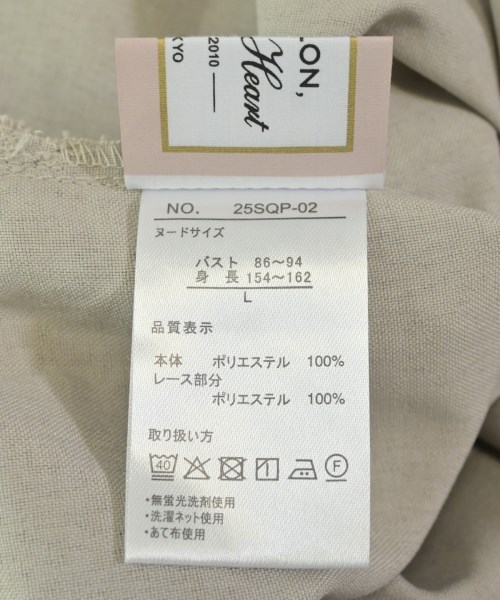 LON,
Heart
2010
KYO
NO. 25SQP-02
ヌードサイズ
バスト 86～94
身 長 154～162
L
品質表示
本体 ポリエステル 100%
レース部分
ポリエステル 100%
取り扱い方
40
F
・無蛍光洗剤使用
・洗濯ネット使用
・あて布使用